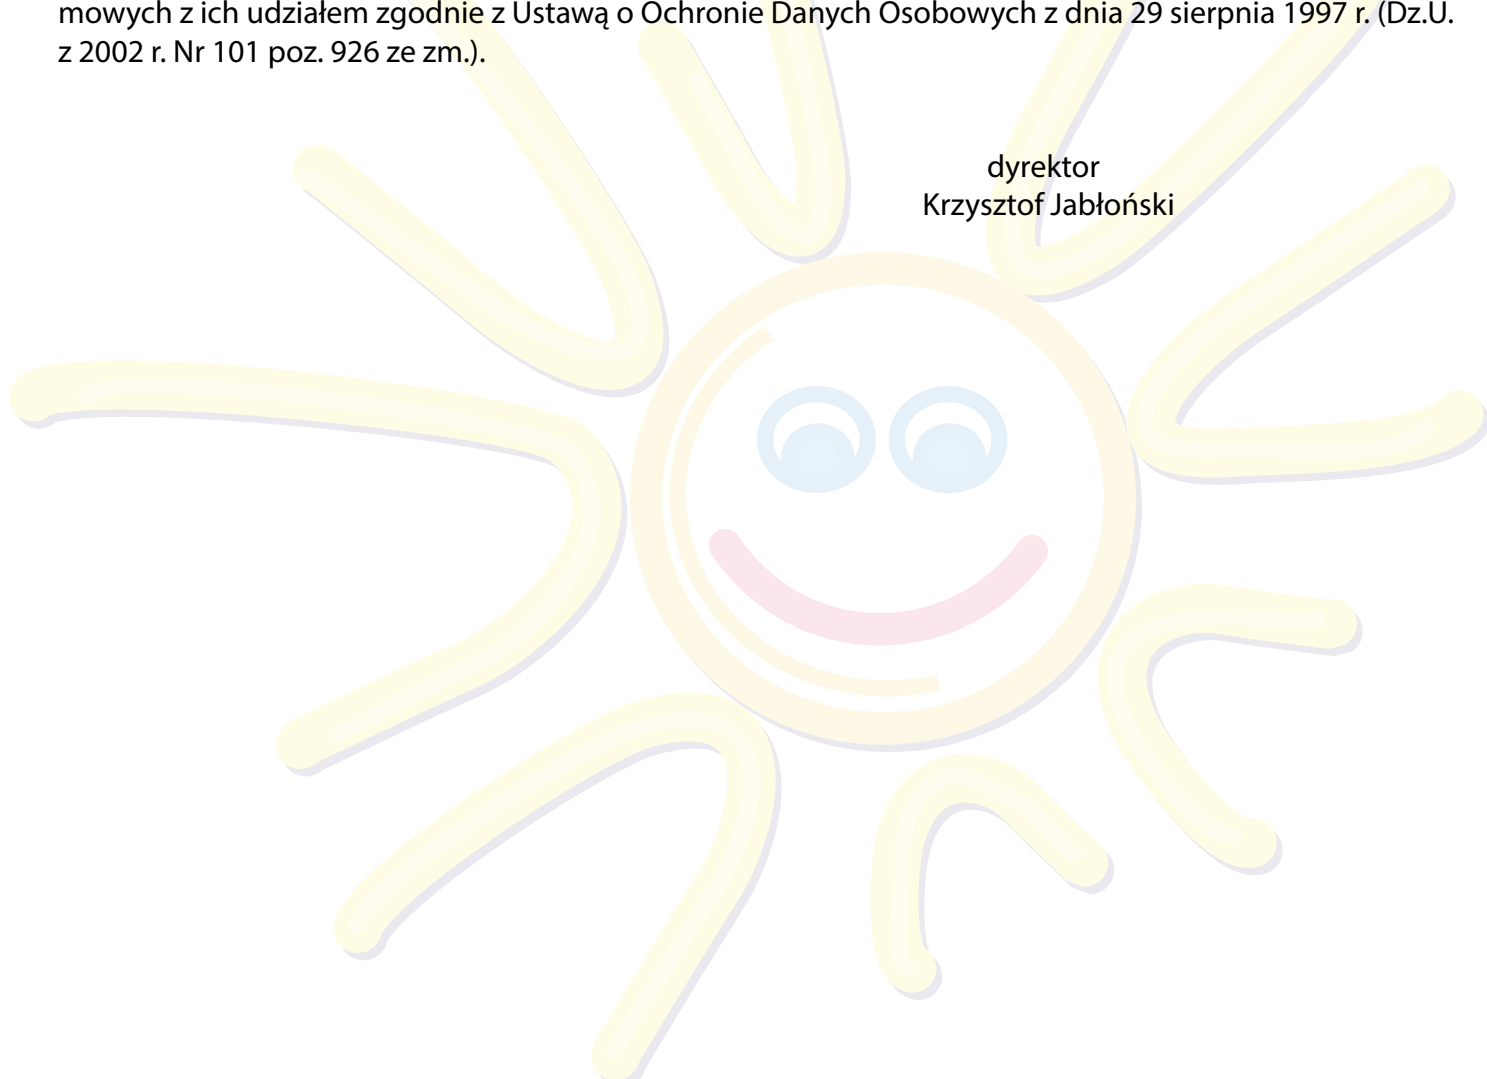 mowych z ich udziałem zgodnie z Ustawą o Ochronie Danych Osobowych z dnia 29 sierpnia 1997 r. (Dz.U.
z 2002 r. Nr 101 poz. 926 ze zm.).
dyrektor
Krzysztof Jabłoński